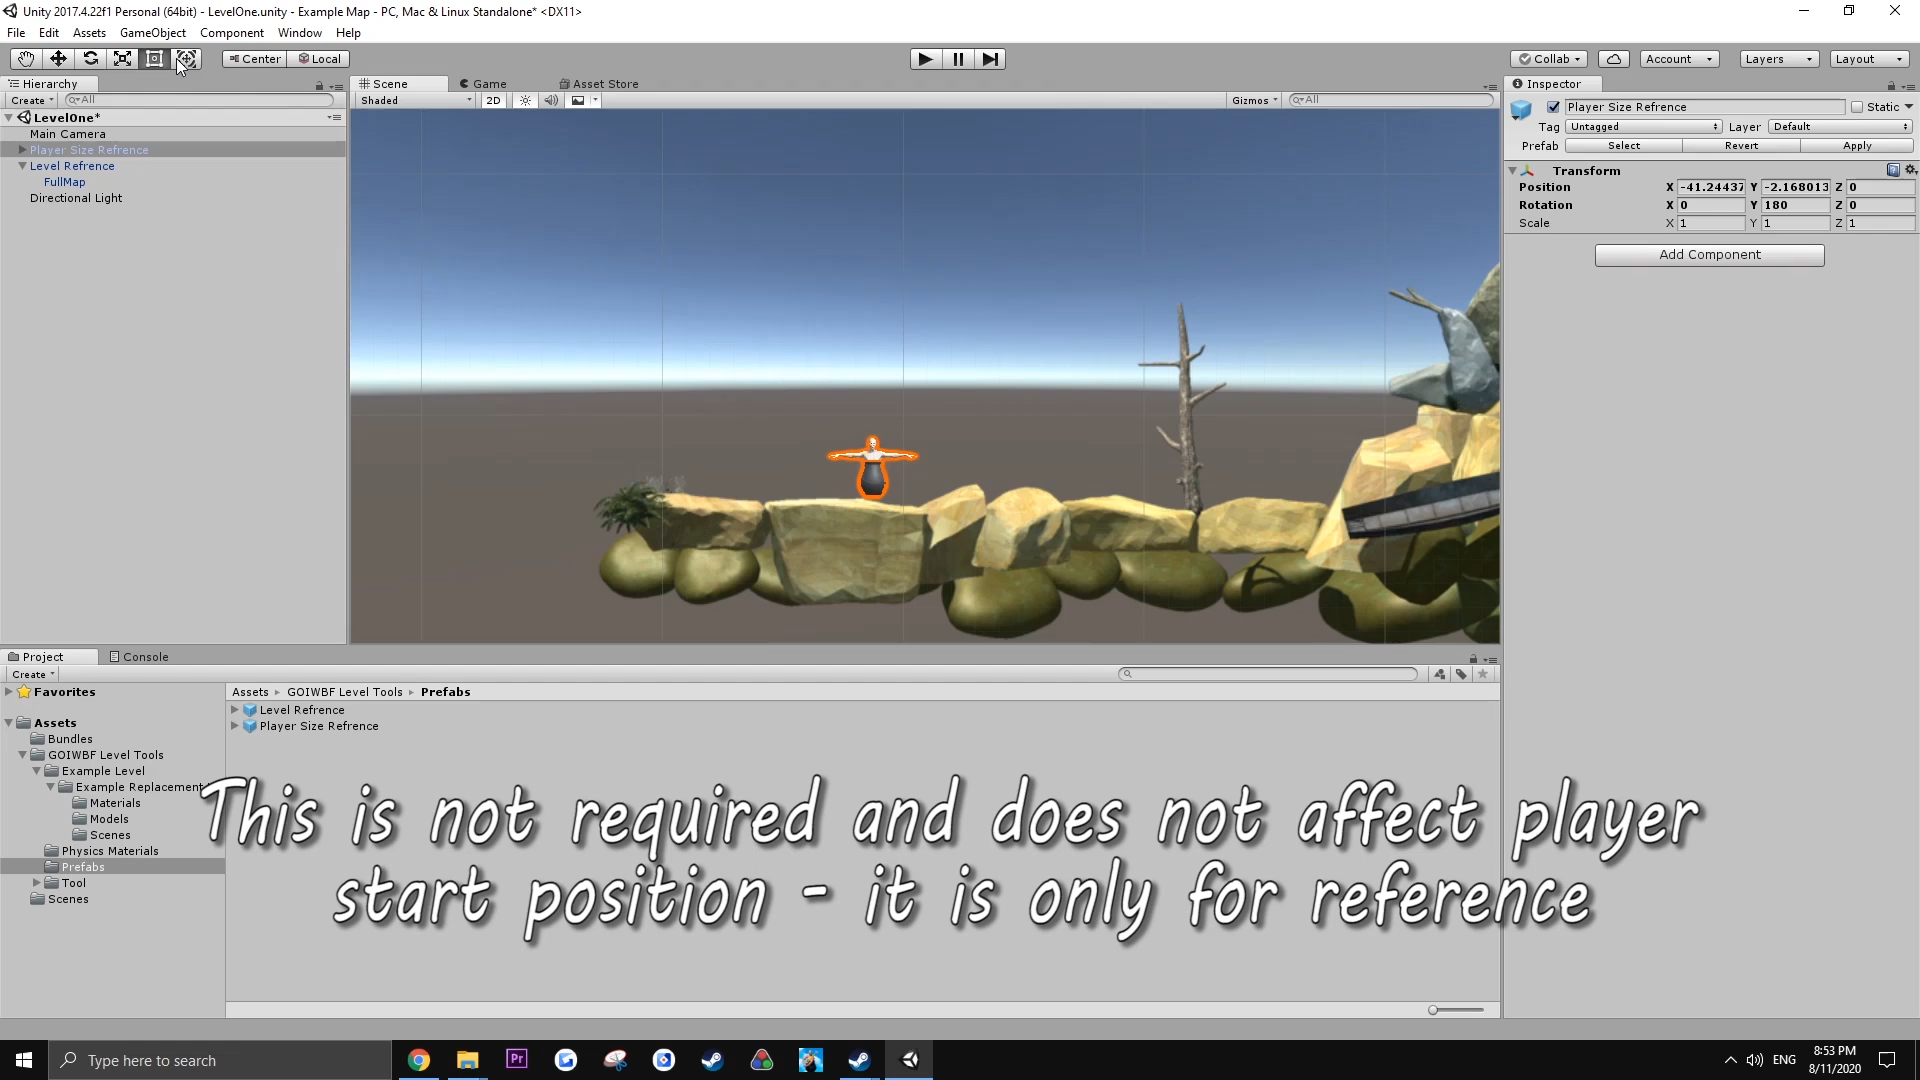 Unity 2017.4.22f1 Personal (64bit) - LevelOne.unity - Example Map - PC, Mac & Linux Standalone* <DX11>
File Edit Assets GameObject Component Window Help
Center Local Collab Account Layers Layout
Hierarchy
Create All
LevelOne*
Main Camera
Player Size Refrence
Level Refrence
FullMap
Directional Light
Scene Game Asset Store
Shaded 2D Gizmos All
Inspector
Player Size Refrence Static
Tag Untagged Layer Default
Prefab Select Revert Apply
Transform
Position X -41.24437 Y -2.168013 Z 0
Rotation X 0 Y 180 Z 0
Scale X 1 Y 1 Z 1
Add Component
Project Console
Create
Favorites
Assets
Bundles
GOIWBF Level Tools
Example Level
Example Replacement
Materials
Models
Scenes
Physics Materials
Prefabs
Tool
Scenes
Assets GOIWBF Level Tools Prefabs
Level Refrence
Player Size Refrence
This is not required and does not affect player
start position - it is only for reference
Type here to search
Pr
ENG
8:53 PM
8/11/2020